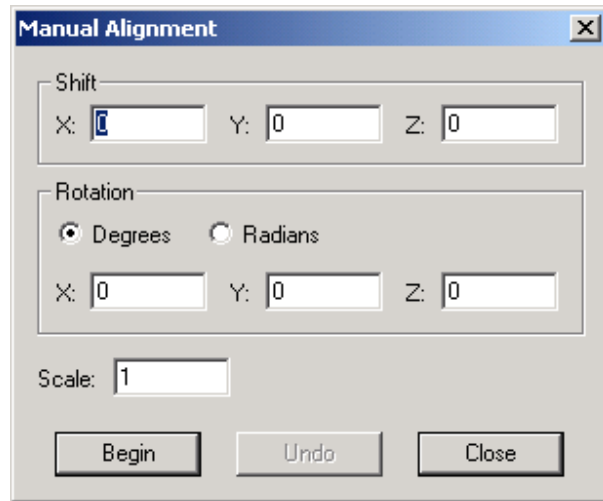 Manual Alignment
Shift
X: 0 Y: 0 Z: 0
Rotation
Degrees Radians
X: 0 Y: 0 Z: 0
Scale: 1
Begin Undo Close